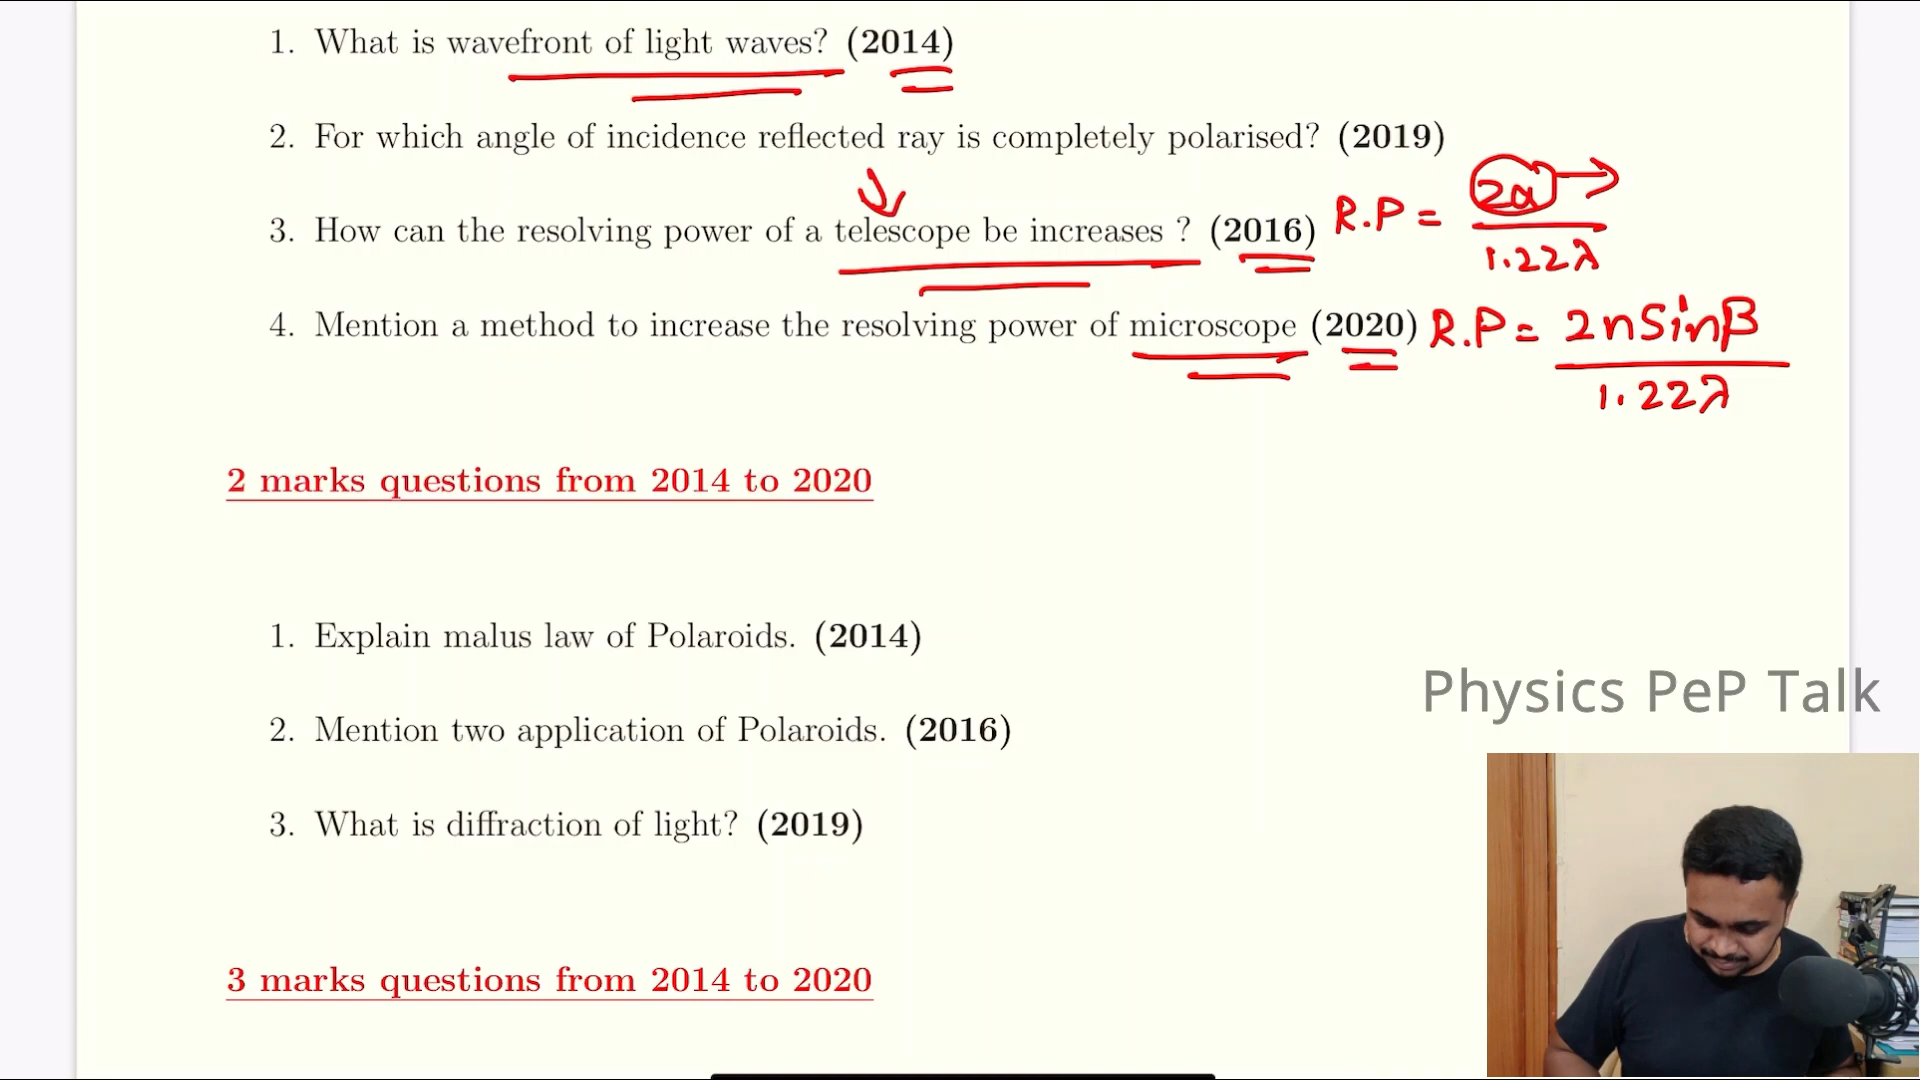 1. What is wavefront of light waves? (2014)
2. For which angle of incidence reflected ray is completely polarised? (2019)
3. How can the resolving power of a telescope be increases ? (2016) R.P = 2a / 1.22λ
4. Mention a method to increase the resolving power of microscope (2020) R.P = 2nSinβ / 1.22λ
2 marks questions from 2014 to 2020
1. Explain malus law of Polaroids. (2014)
Physics PeP Talk
2. Mention two application of Polaroids. (2016)
3. What is diffraction of light? (2019)
3 marks questions from 2014 to 2020